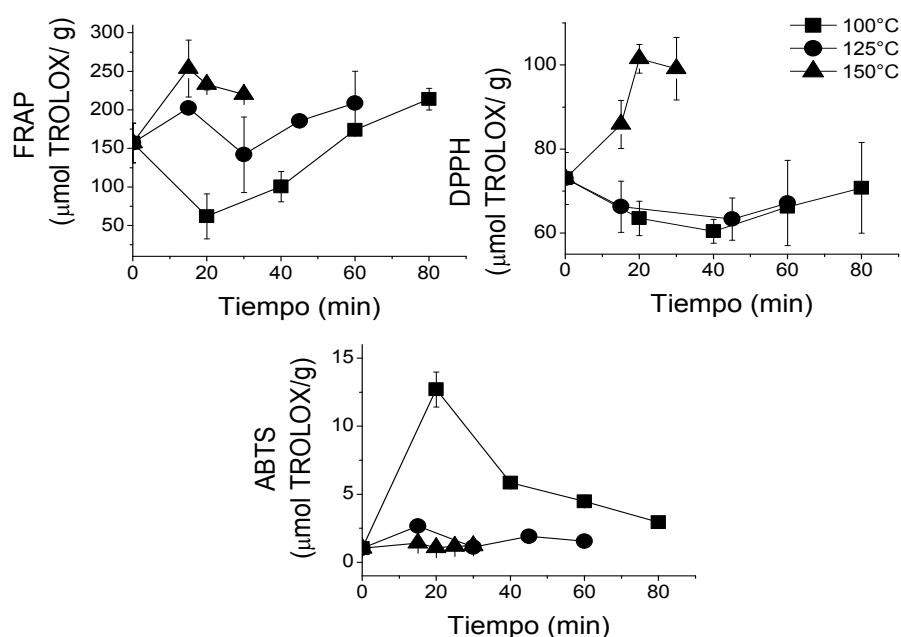 FRAP
(μmol TROLOX/ g)
300
250
200
150
100
50
0
20
40
60
80
Tiempo (min)
DPPH
(μmol TROLOX/ g)
100
80
60
0
20
40
60
80
Tiempo (min)
100°C
125°C
150°C
ABTS
(μmol TROLOX/g)
15
10
5
0
0
20
40
60
80
Tiempo (min)